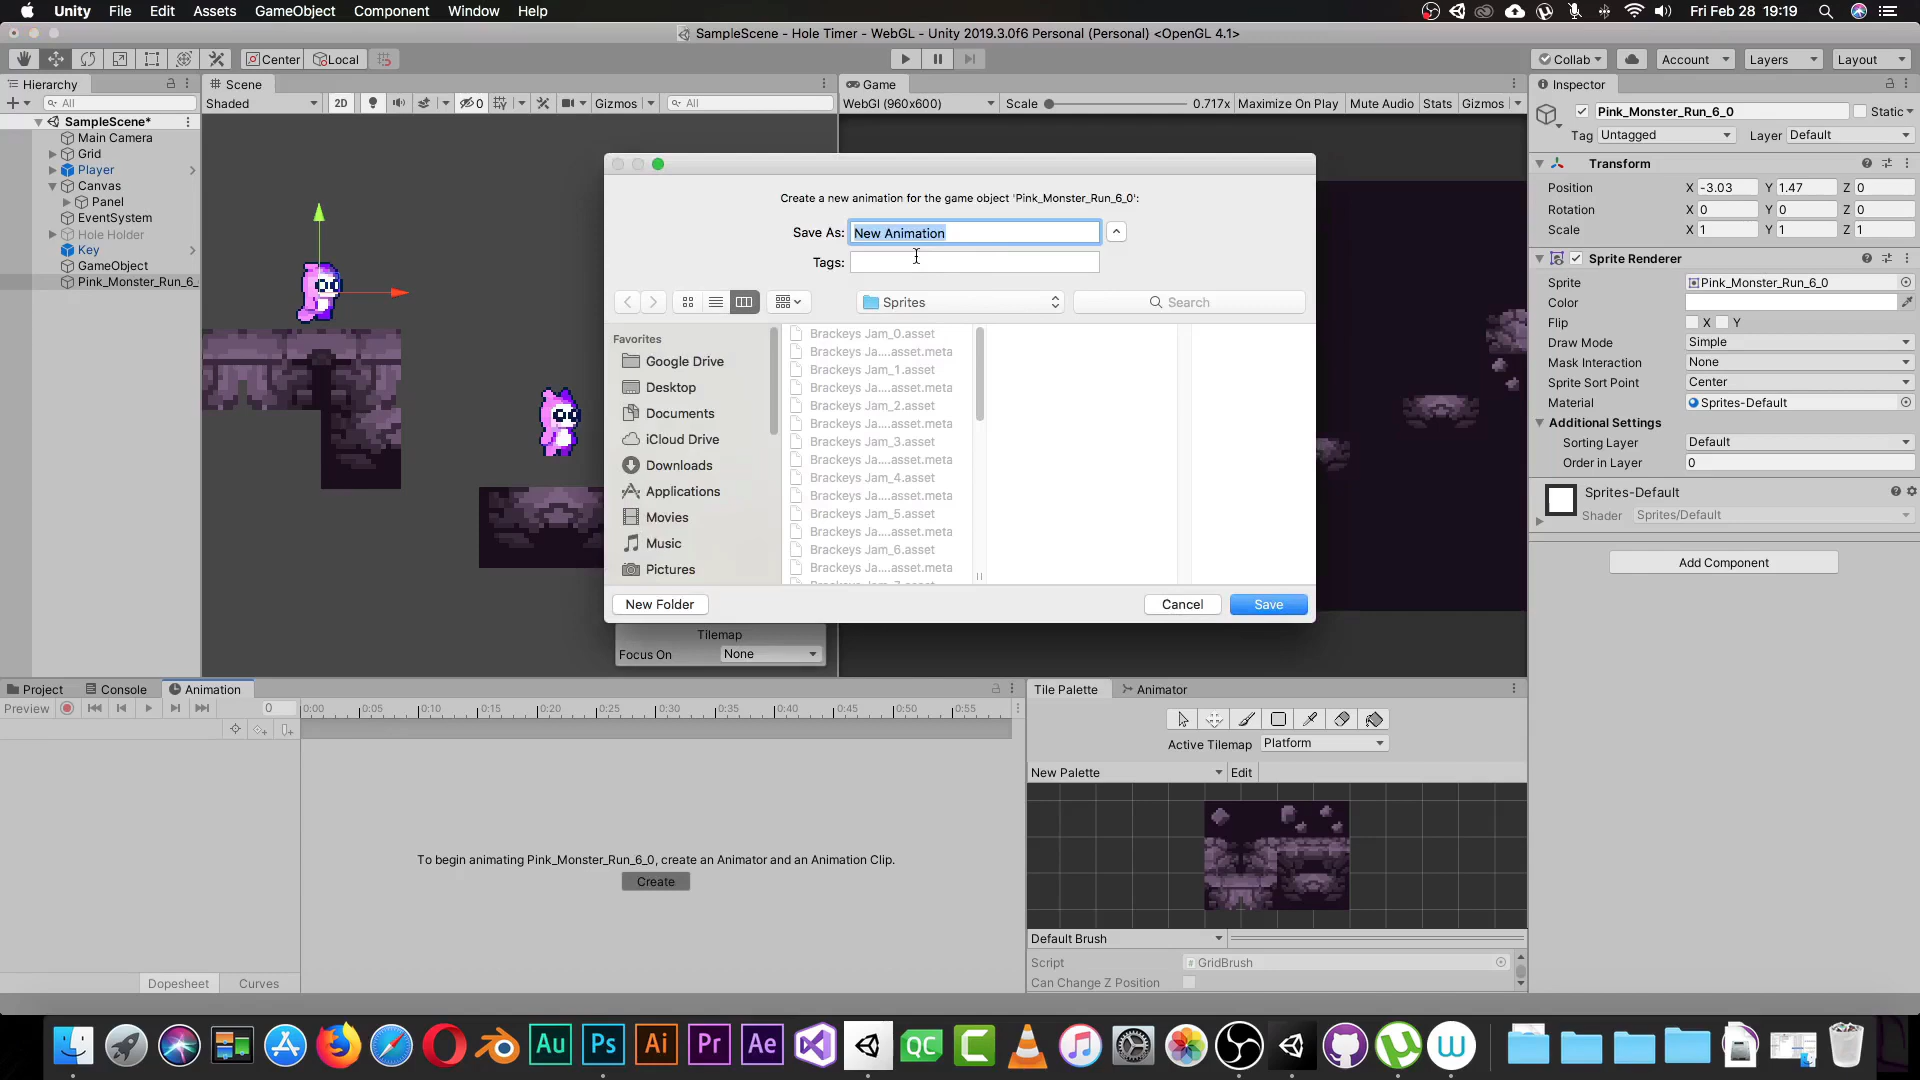 Unity File Edit Assets GameObject Component Window Help Fri Feb 28 19:19
SampleScene - Hole Timer - WebGL - Unity 2019.3.0f6 Personal (Personal) <OpenGL 4.1>
Center Local Collab Account Layers Layout
Hierarchy Scene Game Inspector
All Shaded 2D 0 Gizmos All WebGl (960x600) Scale 0.717x Maximize On Play Mute Audio Stats Gizmos
SampleScene*
Main Camera
Grid
Player
Canvas
Panel
EventSystem
Hole Holder
Key
GameObject
Pink_Monster_Run_6_
Create a new animation for the game object 'Pink_Monster_Run_6_0':
Save As: New Animation
Tags:
Sprites Search
Favorites
Google Drive
Desktop
Documents
iCloud Drive
Downloads
Applications
Movies
Music
Pictures
Brackeys Jam_0.asset
Brackeys Ja....asset.meta
Brackeys Jam_1.asset
Brackeys Ja....asset.meta
Brackeys Jam_2.asset
Brackeys Ja....asset.meta
Brackeys Jam_3.asset
Brackeys Ja....asset.meta
Brackeys Jam_4.asset
Brackeys Ja....asset.meta
Brackeys Jam_5.asset
Brackeys Ja....asset.meta
Brackeys Jam_6.asset
Brackeys Ja....asset.meta
New Folder Cancel Save
Tilemap
Focus On None
Pink_Monster_Run_6_0 Static
Tag Untagged Layer Default
Transform
Position X -3.03 Y 1.47 Z 0
Rotation X 0 Y 0 Z 0
Scale X 1 Y 1 Z 1
Sprite Renderer
Sprite Pink_Monster_Run_6_0
Color
Flip X Y
Draw Mode Simple
Mask Interaction None
Sprite Sort Point Center
Material Sprites-Default
Additional Settings
Sorting Layer Default
Order in Layer 0
Sprites-Default
Shader Sprites/Default
Add Component
Project Console Animation
Preview 0 0:00 0:05 0:10 0:15 0:20 0:25 0:30 0:35 0:40 0:45 0:50 0:55
To begin animating Pink_Monster_Run_6_0, create an Animator and an Animation Clip.
Create
Dopesheet Curves
Tile Palette Animator
Active Tilemap Platform
New Palette Edit
Default Brush
Script GridBrush
Can Change Z Position
Au Ps Ai Pr Ae QC C W